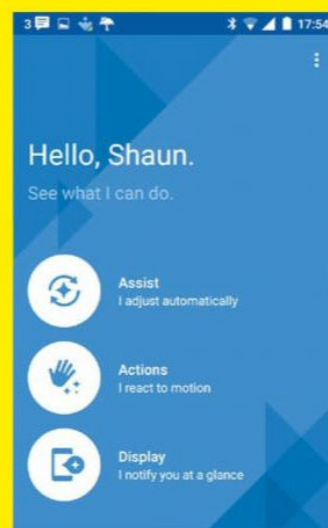 3 17:54
Hello, Shaun.
See what I can do.
Assist
I adjust automatically
Actions
I react to motion
Display
I notify you at a glance